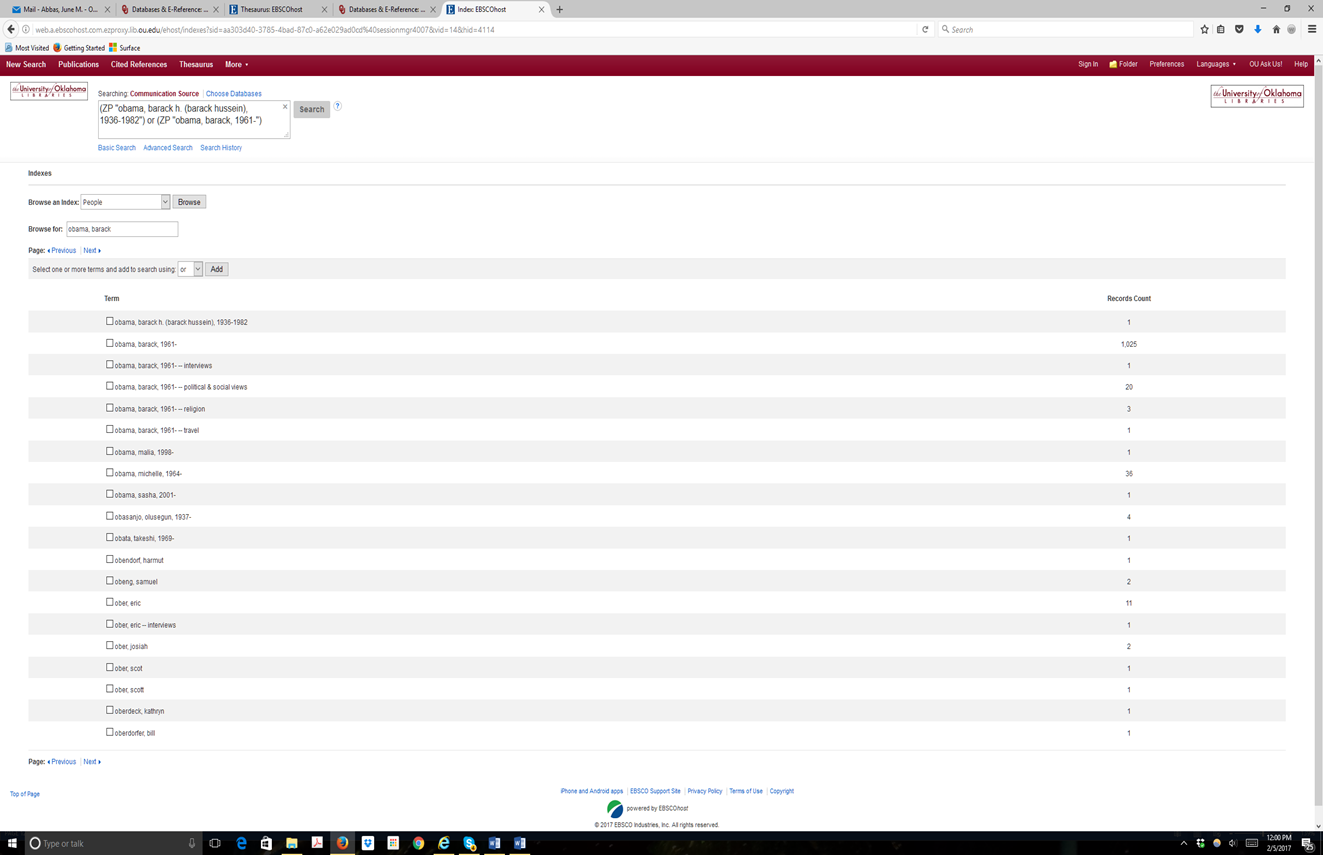 Mail - Abbas, June M. - O...
Databases & E-Reference: ...
Thesaurus: EBSCOhost
Databases & E-Reference: ...
Index: EBSCOhost
web.a.ebscohost.com.ezproxy.lib.ou.edu/ehost/indexes?sid=aa303d40-3785-4bad-87c0-a62e029ad0cd%40sessionmgr4007&vid=14&hid=4114
Search
Most Visited
Getting Started
Surface
New Search
Publications
Cited References
Thesaurus
More
Sign In
Folder
Preferences
Languages
OU Ask Us!
Help
the University of Oklahoma
LIBRARIES
Searching: Communication Source
Choose Databases
(ZP "obama, barack h. (barack hussein),
1936-1982") or (ZP "obama, barack, 1961-")
Search
?
the University of Oklahoma
LIBRARIES
Basic Search
Advanced Search
Search History
Indexes
Browse an Index: People Browse
Browse for: obama, barack
Page: Previous Next
Select one or more terms and add to search using: or Add
Term Records Count
obama, barack h. (barack hussein), 1936-1982 1
obama, barack, 1961- 1,025
obama, barack, 1961- -- interviews 1
obama, barack, 1961- -- political & social views 20
obama, barack, 1961- -- religion 3
obama, barack, 1961- -- travel 1
obama, malia, 1998- 1
obama, michelle, 1964- 36
obama, sasha, 2001- 1
obasanjo, olusegun, 1937- 4
obata, takeshi, 1969- 1
obendorf, harmut 1
obeng, samuel 2
ober, eric 11
ober, eric -- interviews 1
ober, josiah 2
ober, scot 1
ober, scott 1
oberdeck, kathryn 1
oberdorfer, bill 1
Page: Previous Next
Top of Page
iPhone and Android apps | EBSCO Support Site | Privacy Policy | Terms of Use | Copyright
powered by EBSCOhost
© 2017 EBSCO Industries, Inc. All rights reserved.
Type or talk
12:00 PM
2/5/2017